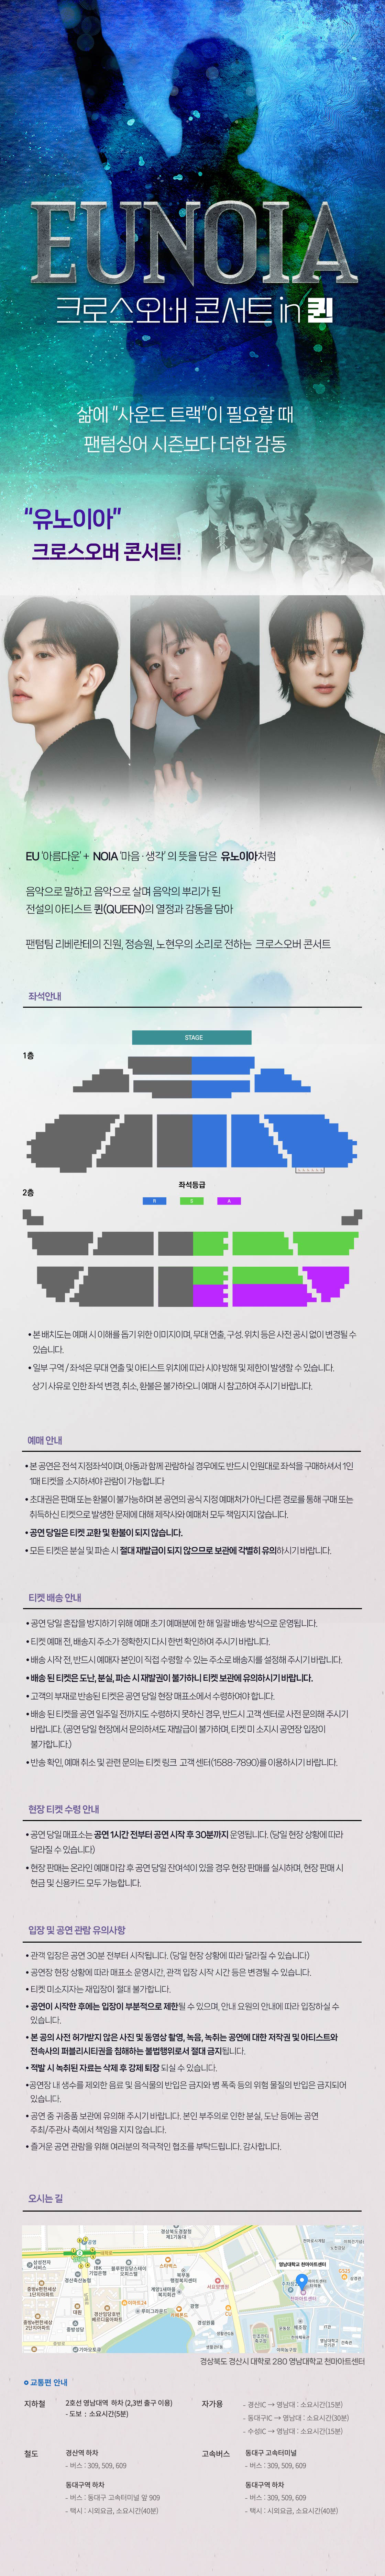 EUNOIA
크로스오버 콘서트 in 퀸
삶에 "사운드 트랙"이 필요할 때
팬텀싱어 시즌보다 더한 감동
“유노이아”
크로스오버 콘서트!
EU '아름다운' + NOIA '마음·생각' 의 뜻을 담은 유노이아처럼
음악으로 말하고 음악으로 살며 음악의 뿌리가 된
전설의 아티스트 퀸(QUEEN)의 열정과 감동을 담아
팬텀팀 리베란테의 진원, 정승원, 노현우의 소리로 전하는 크로스오버 콘서트
좌석안내
STAGE
1층
좌석등급
2층
R S A
• 본 배치도는 예매 시 이해를 돕기 위한 이미지이며, 무대 연출, 구성. 위치 등은 사전 공시 없이 변경될 수
있습니다.
• 일부 구역 / 좌석은 무대 연출 및 아티스트 위치에 따라 시야 방해 및 제한이 발생할 수 있습니다.
상기 사유로 인한 좌석 변경, 취소, 환불은 불가하오니 예매 시 참고하여 주시기 바랍니다.
예매 안내
• 본 공연은 전석 지정좌석이며, 아동과 함께 관람하실 경우에도 반드시 인원대로 좌석을 구매하셔서 1인
1매 티켓을 소지하셔야 관람이 가능합니다
• 초대권은 판매 또는 환불이 불가능하며 본 공연의 공식 지정 예매처가 아닌 다른 경로를 통해 구매 또는
취득하신 티켓으로 발생한 문제에 대해 제작사와 예매처 모두 책임지지 않습니다.
• 공연 당일은 티켓 교환 및 환불이 되지 않습니다.
• 모든 티켓은 분실 및 파손 시 절대 재발급이 되지 않으므로 보관에 각별히 유의하시기 바랍니다.
티켓 배송 안내
• 공연 당일 혼잡을 방지하기 위해 예매 초기 예매분에 한 해 일괄 배송 방식으로 운영됩니다.
• 티켓 예매 전, 배송지 주소가 정확한지 다시 한번 확인하여 주시기 바랍니다.
• 배송 시작 전, 반드시 예매자 본인이 직접 수령할 수 있는 주소로 배송지를 설정해 주시기 바랍니다.
• 배송 된 티켓은 도난, 분실, 파손 시 재발권이 불가하니 티켓 보관에 유의하시기 바랍니다.
• 고객의 부재로 반송된 티켓은 공연 당일 현장 매표소에서 수령하여야 합니다.
• 배송 된 티켓을 공연 일주일 전까지도 수령하지 못하신 경우, 반드시 고객 센터로 사전 문의해 주시기
바랍니다. (공연 당일 현장에서 문의하셔도 재발급이 불가하며, 티켓 미 소지시 공연장 입장이
불가합니다.)
• 반송 확인, 예매 취소 및 관련 문의는 티켓 링크 고객 센터(1588-7890)를 이용하시기 바랍니다.
현장 티켓 수령 안내
• 공연 당일 매표소는 공연 1시간 전부터 공연 시작 후 30분까지 운영됩니다. (당일 현장 상황에 따라
달라질 수 있습니다)
• 현장 판매는 온라인 예매 마감 후 공연 당일 잔여석이 있을 경우 현장 판매를 실시하며, 현장 판매 시
현금 및 신용카드 모두 가능합니다.
입장 및 공연 관람 유의사항
• 관객 입장은 공연 30분 전부터 시작됩니다. (당일 현장 상황에 따라 달라질 수 있습니다)
• 공연장 현장 상황에 따라 매표소 운영시간, 관객 입장 시작 시간 등은 변경될 수 있습니다.
• 티켓 미소지자는 재입장이 절대 불가합니다.
• 공연이 시작한 후에는 입장이 부분적으로 제한될 수 있으며, 안내 요원의 안내에 따라 입장하실 수
있습니다.
• 본 공의 사전 허가받지 않은 사진 및 동영상 촬영, 녹음, 녹취는 공연에 대한 저작권 및 아티스트와
전속사의 퍼블리시티권을 침해하는 불법행위로서 절대 금지됩니다.
• 적발 시 녹취된 자료는 삭제 후 강제 퇴장 되실 수 있습니다.
•공연장 내 생수를 제외한 음료 및 음식물의 반입은 금지와 병 폭죽 등의 위험 물질의 반입은 금지되어
있습니다.
• 공연 중 귀중품 보관에 유의해 주시기 바랍니다. 본인 부주의로 인한 분실, 도난 등에는 공연
주최/주관사 측에서 책임을 지지 않습니다.
• 즐거운 공연 관람을 위해 여러분의 적극적인 협조를 부탁드립니다. 감사합니다.
오시는 길
영남대학교 천마아트센터
경상북도 경산시 대학로 280 영남대학교 천마아트센터
교통편 안내
지하철
2호선 영남대역 하차 (2,3번 출구 이용)
- 도보 : 소요시간(5분)
자가용
- 경산IC → 영남대 : 소요시간(15분)
- 동대구IC → 영남대 : 소요시간(30분)
- 수성IC → 영남대 : 소요시간(15분)
철도
경산역 하차
- 버스 : 309, 509, 609
동대구역 하차
- 버스 : 동대구 고속터미널 앞 909
- 택시 : 시외요금, 소요시간(40분)
고속버스
동대구 고속터미널
- 버스 : 309, 509, 609
동대구역 하차
- 버스 : 309, 509, 609
- 택시 : 시외요금, 소요시간(40분)